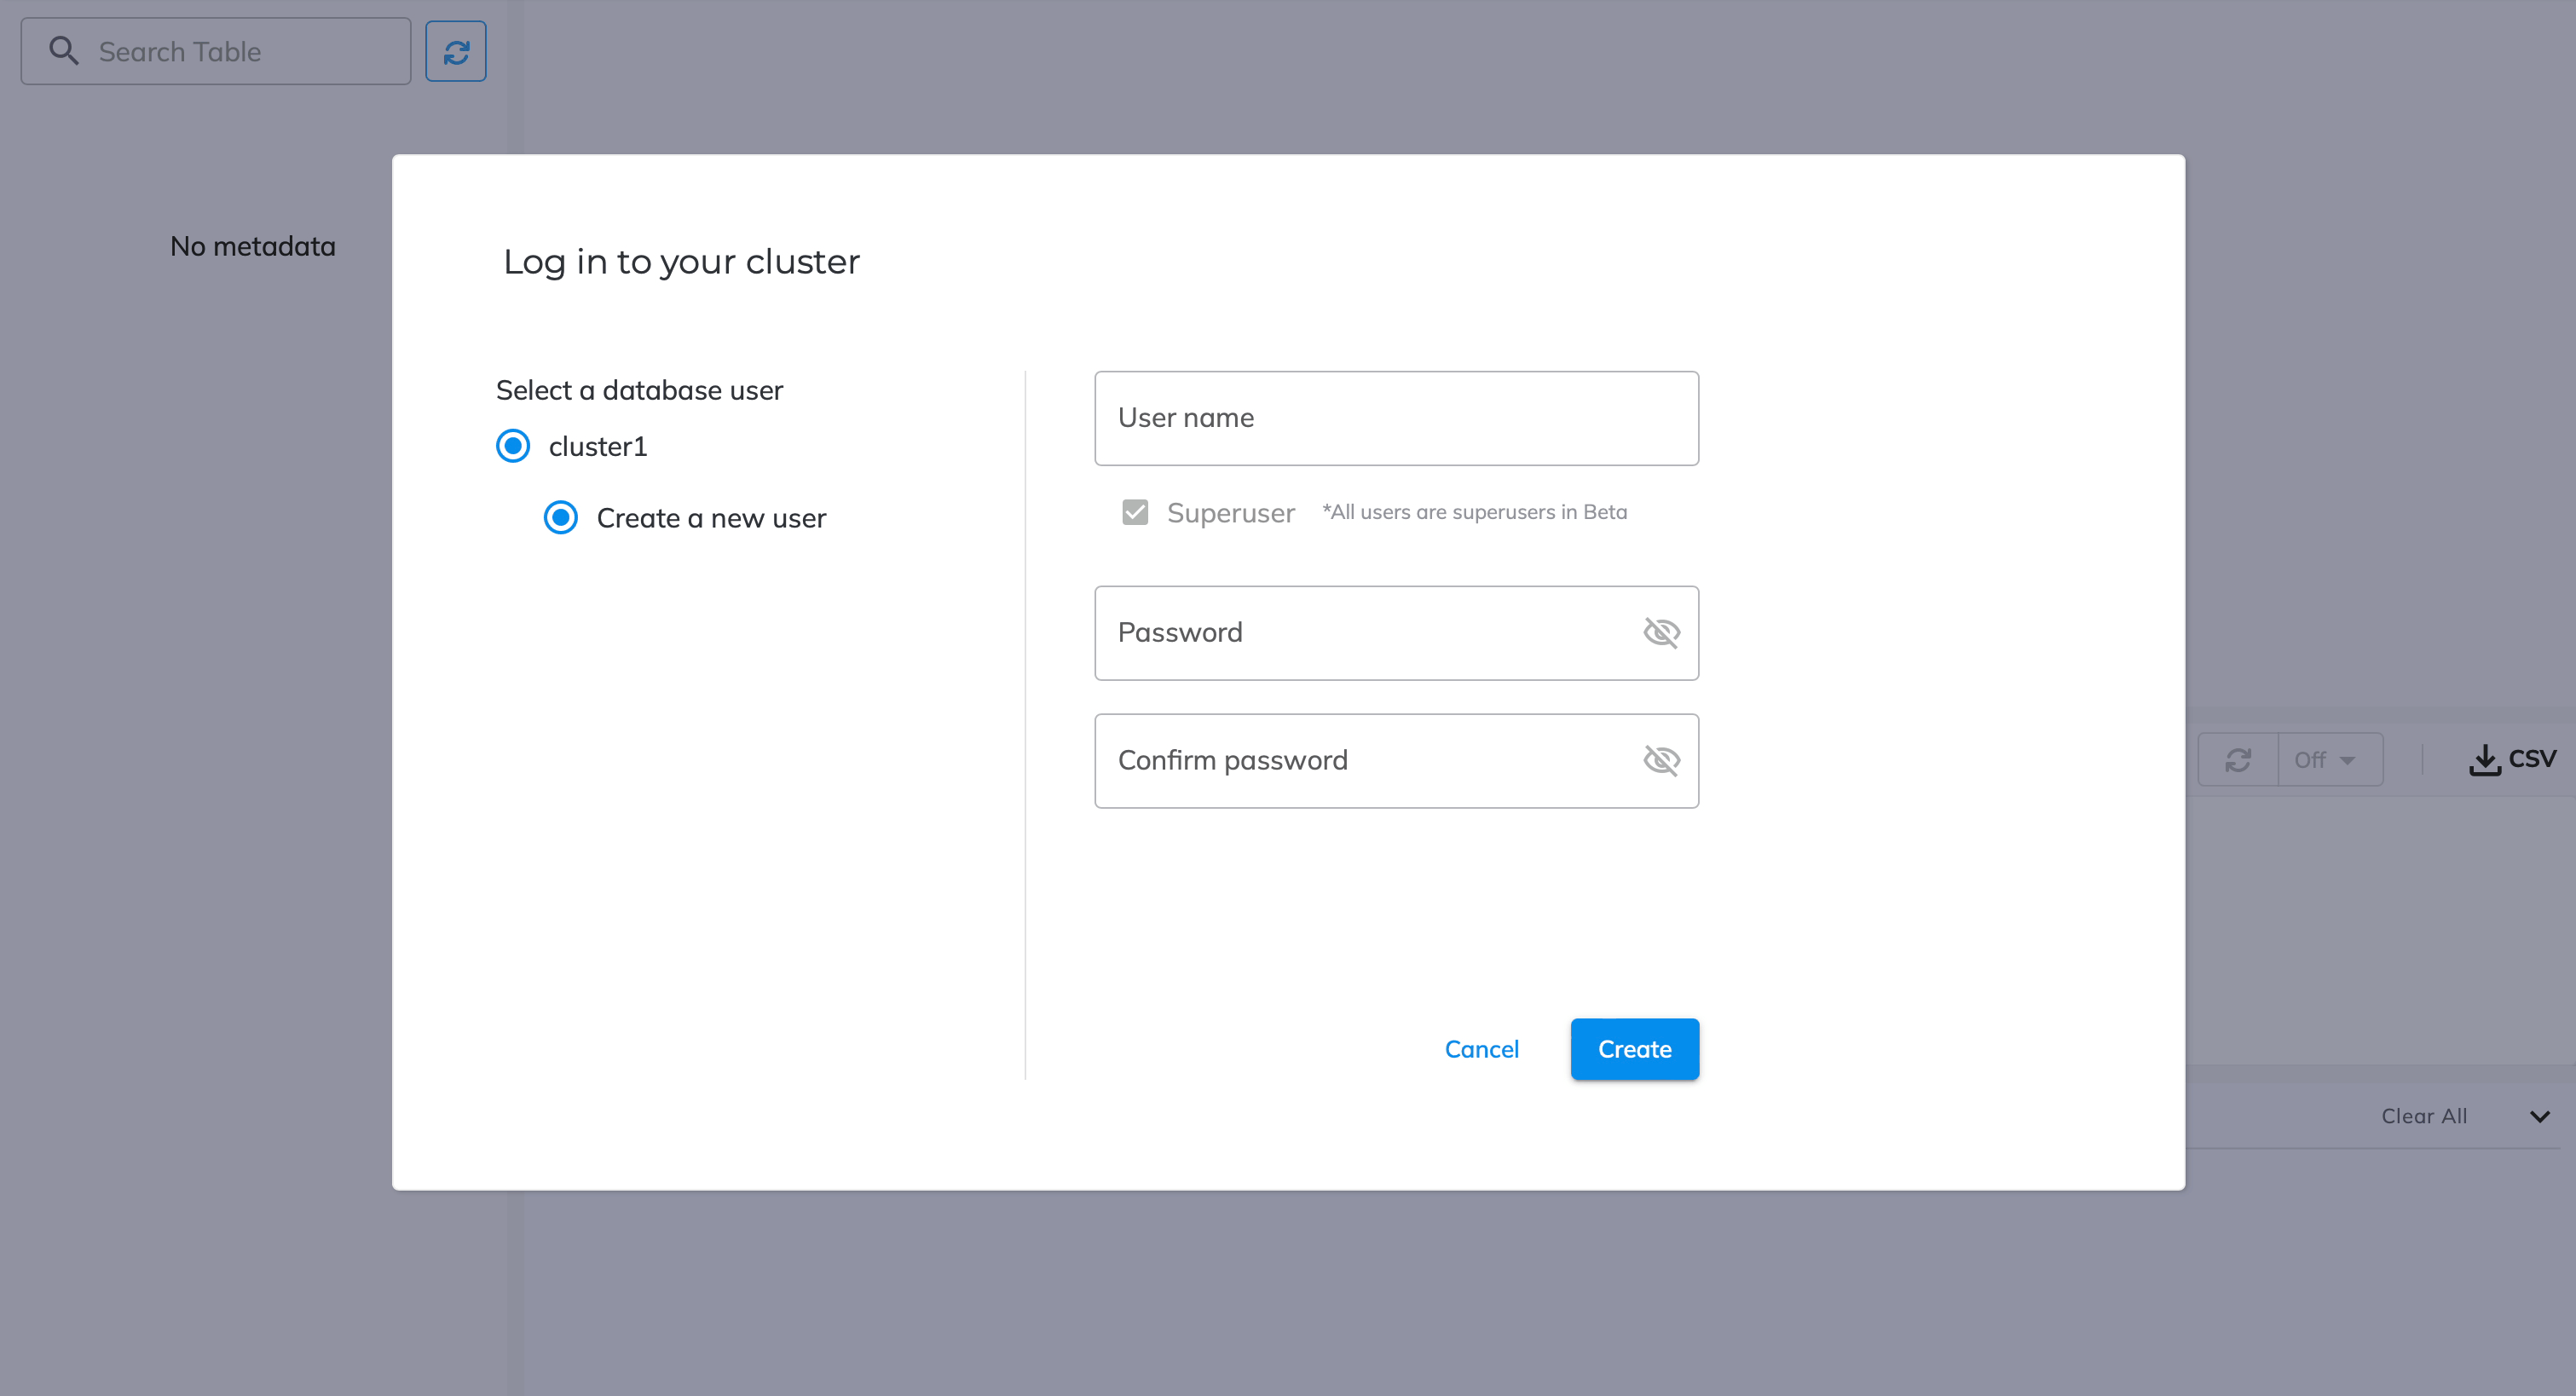 Search Table
No metadata
Log in to your cluster
Select a database user
cluster1
Create a new user
User name
Superuser *All users are superusers in Beta
Password
Confirm password
Cancel Create
Off CSV
Clear All